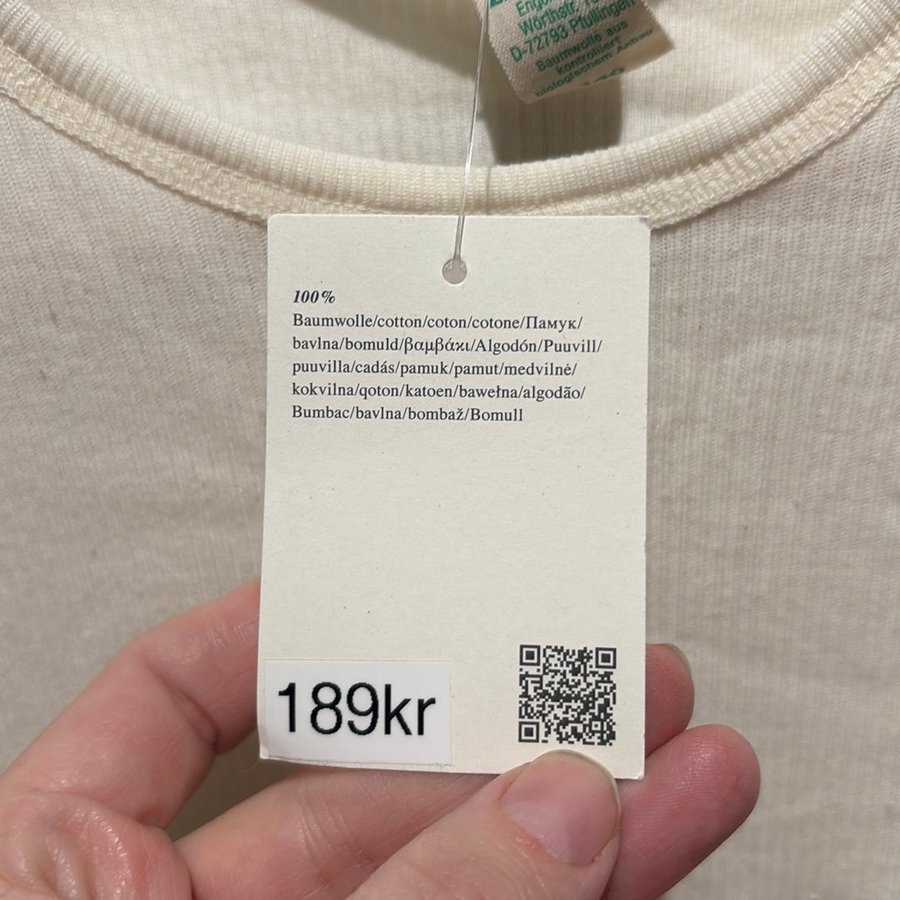 Wörthstr.
D-72793 Pfullingen
Baumwolle aus
kontrolliert
biologischem Anbau
100%
Baumwolle/cotton/coton/cotone/Памук/
bavlna/bomuld/βαμβάκι/Algodón/Puuvill/
puuvilla/cadás/pamuk/pamut/medvilnė/
kokvilna/qoton/katoen/bawełna/algodão/
Bumbac/bavlna/bombaž/Bomull
189kr